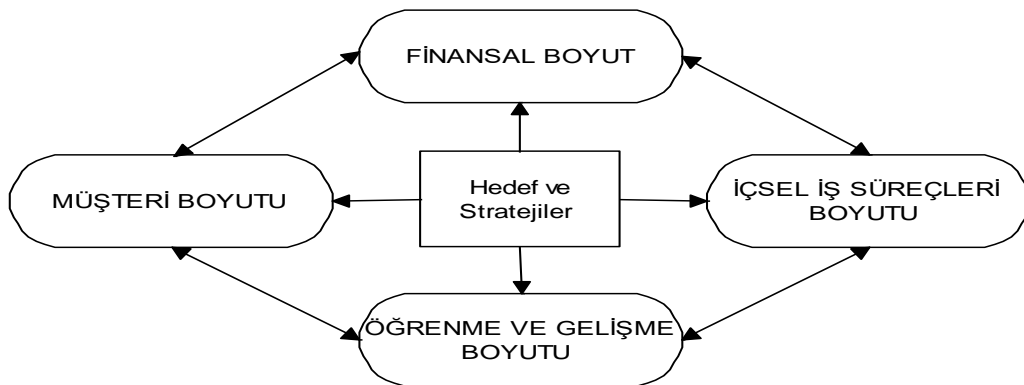 FİNANSAL BOYUT
MÜŞTERİ BOYUTU
Hedef ve
Stratejiler
İÇSEL İŞ SÜREÇLERİ
BOYUTU
ÖĞRENME VE GELİŞME
BOYUTU